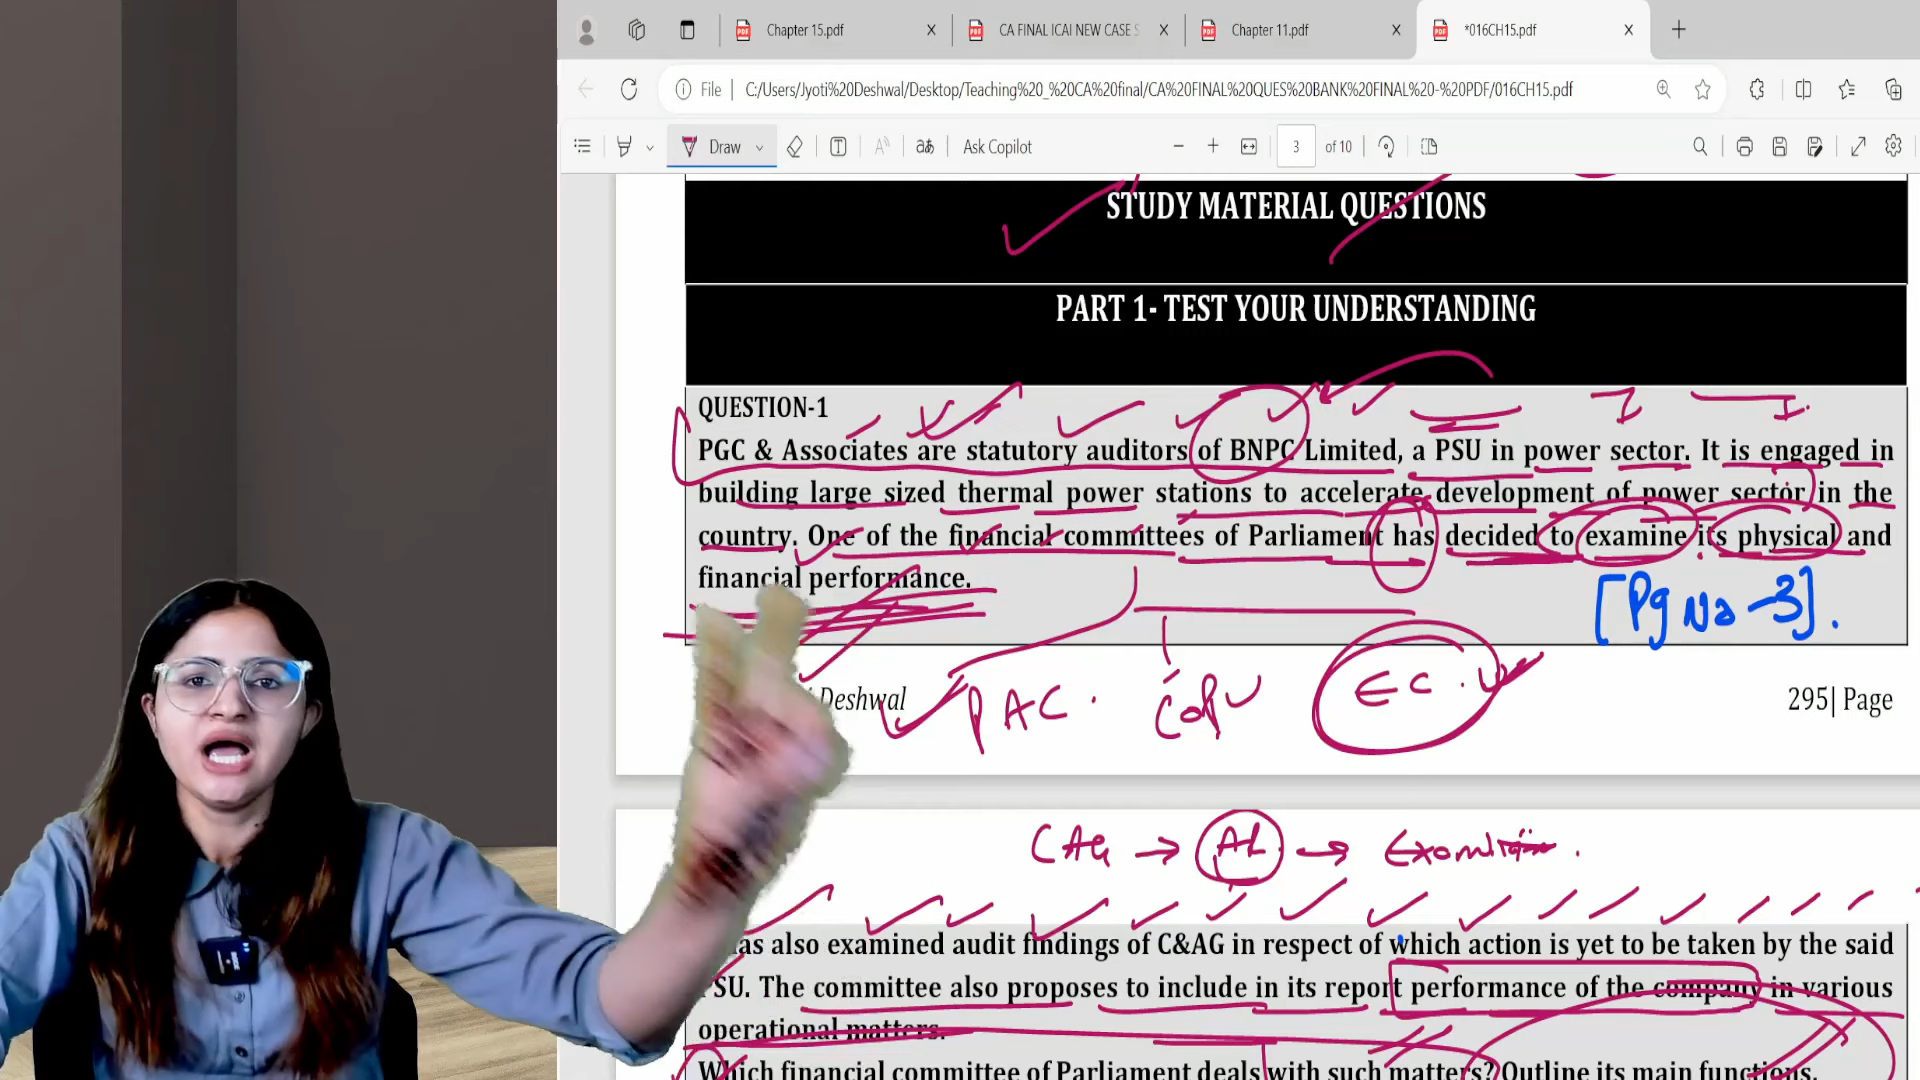 Chapter 15.pdf
CA FINAL ICAI NEW CASE S
Chapter 11.pdf
*016CH15.pdf
File
C:/Users/Jyoti%20Deshwal/Desktop/Teaching%20_%20CA%20final/CA%20FINAL%20QUES%20BANK%20FINAL%20-%20PDF/016CH15.pdf
Draw
Ask Copilot
3 of 10
STUDY MATERIAL QUESTIONS
PART 1- TEST YOUR UNDERSTANDING
QUESTION-1
PGC & Associates are statutory auditors of BNPC Limited, a PSU in power sector. It is engaged in
building large sized thermal power stations to accelerate development of power sector in the
country. One of the financial committees of Parliament has decided to examine its physical and
financial performance.
[Pg No -3].
Deshwal
PAC. COPU EC.
295| Page
CAG → →
has also examined audit findings of C&AG in respect of which action is yet to be taken by the said
PSU. The committee also proposes to include in its report performance of the company in various
operational matters.
Which financial committee of Parliament deals with such matters? Outline its main functions.